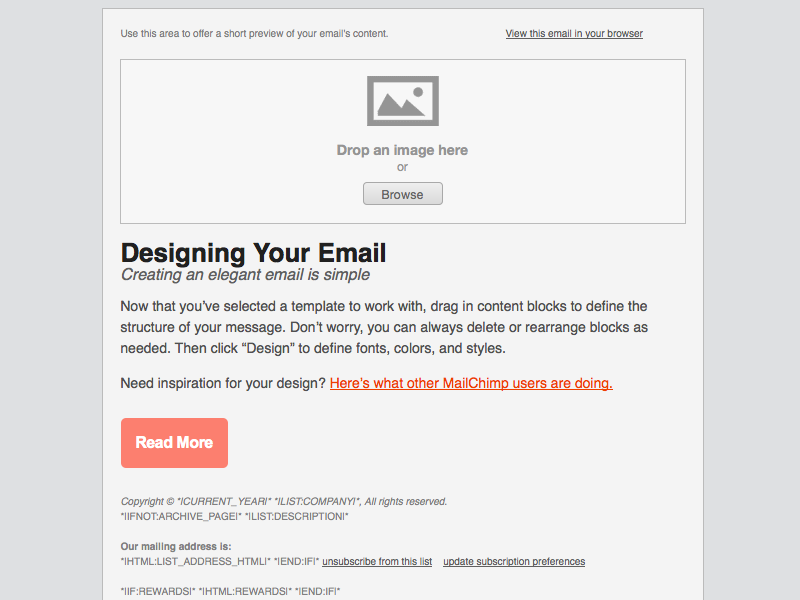 Use this area to offer a short preview of your email's content.
View this email in your browser
Drop an image here
or
Browse
Designing Your Email
Creating an elegant email is simple
Now that you've selected a template to work with, drag in content blocks to define the
structure of your message. Don't worry, you can always delete or rearrange blocks as
needed. Then click “Design” to define fonts, colors, and styles.
Need inspiration for your design? Here's what other MailChimp users are doing.
Read More
Copyright © *|CURRENT_YEAR|* *|LIST:COMPANY|*, All rights reserved.
*|IFNOT:ARCHIVE_PAGE|* *|LIST:DESCRIPTION|*
Our mailing address is:
*|HTML:LIST_ADDRESS_HTML|* *|END:IF|* unsubscribe from this list update subscription preferences
*|IF:REWARDS|* *|HTML:REWARDS|* *|END:IF|*